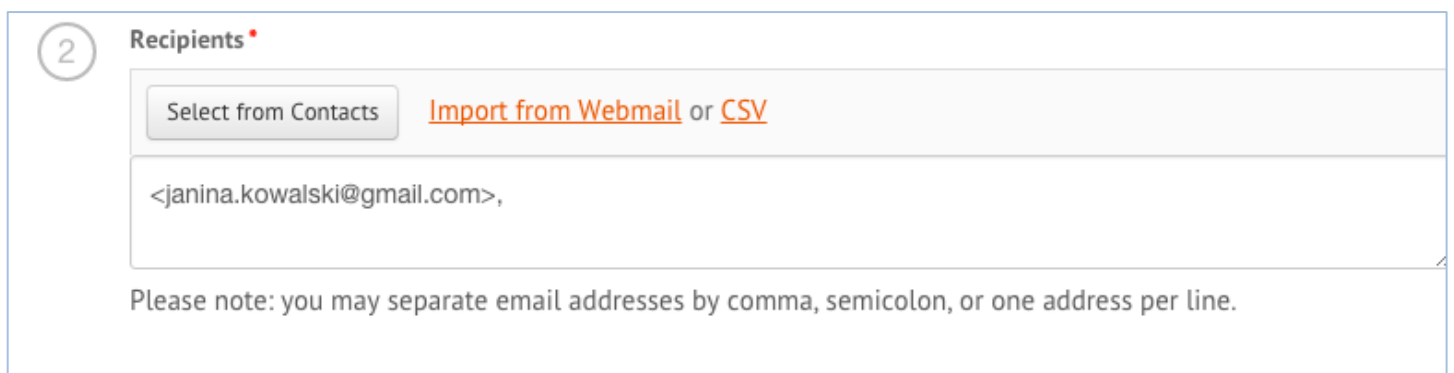 2
Recipients*
Select from Contacts Import from Webmail or CSV
<janina.kowalski@gmail.com>,
Please note: you may separate email addresses by comma, semicolon, or one address per line.